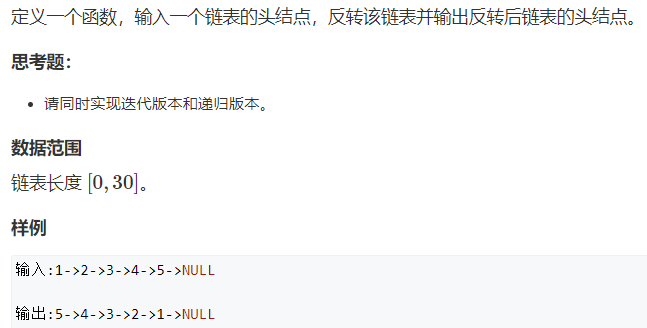 定义一个函数，输入一个链表的头结点，反转该链表并输出反转后链表的头结点。
思考题：
• 请同时实现迭代版本和递归版本。
数据范围
链表长度 [0, 30]。
样例
输入:1->2->3->4->5->NULL
输出:5->4->3->2->1->NULL